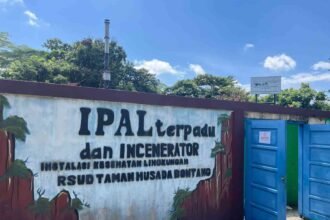 IPAL terpadu
dan INCENERATOR
INSTALASI KESEHATAN LINGKUNGAN
RSUD TAMAN HUSADA BONTANG